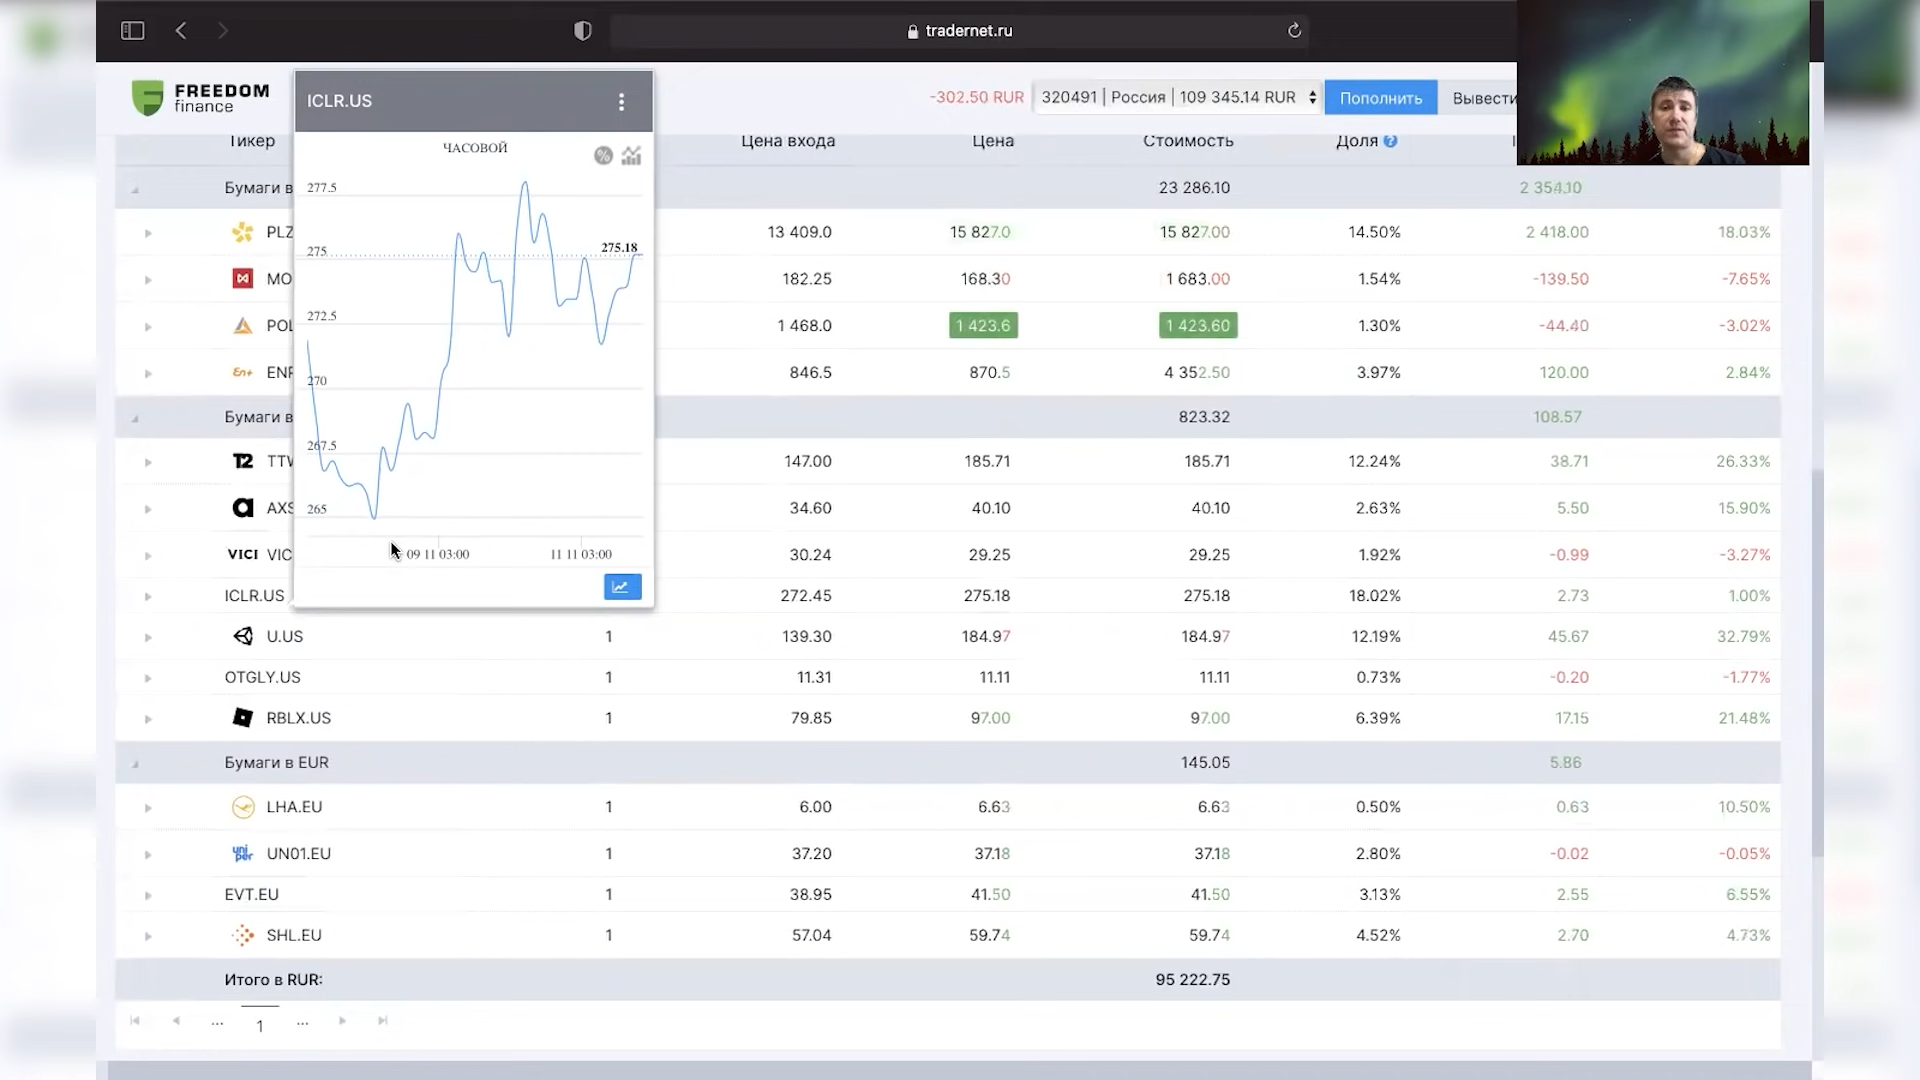 tradernet.ru
FREEDOM
finance
-302.50 RUR
320491 | Россия | 109 345.14 RUR
Пополнить
Вывести
ICLR.US
ЧАСОВОЙ
277.5
275
275.18
272.5
270
267.5
265
09 11 03:00
11 11 03:00
Тикер Цена входа Цена Стоимость Доля
Бумаги в 23 286.10 2 354.10
PLZ 13 409.0 15 827.0 15 827.00 14.50% 2 418.00 18.03%
MO 182.25 168.30 1 683.00 1.54% -139.50 -7.65%
POL 1 468.0 1 423.6 1 423.60 1.30% -44.40 -3.02%
En+ ENP 846.5 870.5 4 352.50 3.97% 120.00 2.84%
Бумаги в 823.32 108.57
T2 TTW 147.00 185.71 185.71 12.24% 38.71 26.33%
a AXS 34.60 40.10 40.10 2.63% 5.50 15.90%
VICI VIC 30.24 29.25 29.25 1.92% -0.99 -3.27%
ICLR.US 272.45 275.18 275.18 18.02% 2.73 1.00%
U.US 1 139.30 184.97 184.97 12.19% 45.67 32.79%
OTGLY.US 1 11.31 11.11 11.11 0.73% -0.20 -1.77%
RBLX.US 1 79.85 97.00 97.00 6.39% 17.15 21.48%
Бумаги в EUR 145.05 5.86
LHA.EU 1 6.00 6.63 6.63 0.50% 0.63 10.50%
uni per UN01.EU 1 37.20 37.18 37.18 2.80% -0.02 -0.05%
EVT.EU 1 38.95 41.50 41.50 3.13% 2.55 6.55%
SHL.EU 1 57.04 59.74 59.74 4.52% 2.70 4.73%
Итого в RUR: 95 222.75
... 1 ...